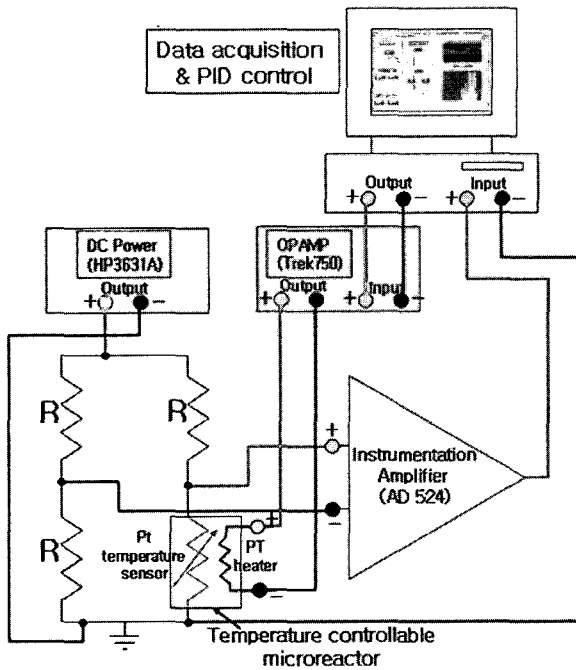 Data acquisition
& PID control
Output
Input
+
−
+
−
DC Power
(HP3631A)
Output
+
−
OPAMP
(Trek750)
Output
Input
+
−
+
−
R
R
R
+
−
Instrumentation
Amplifier
(AD 524)
Pt
temperature
sensor
+
PT
heater
−
Temperature controllable
microreactor